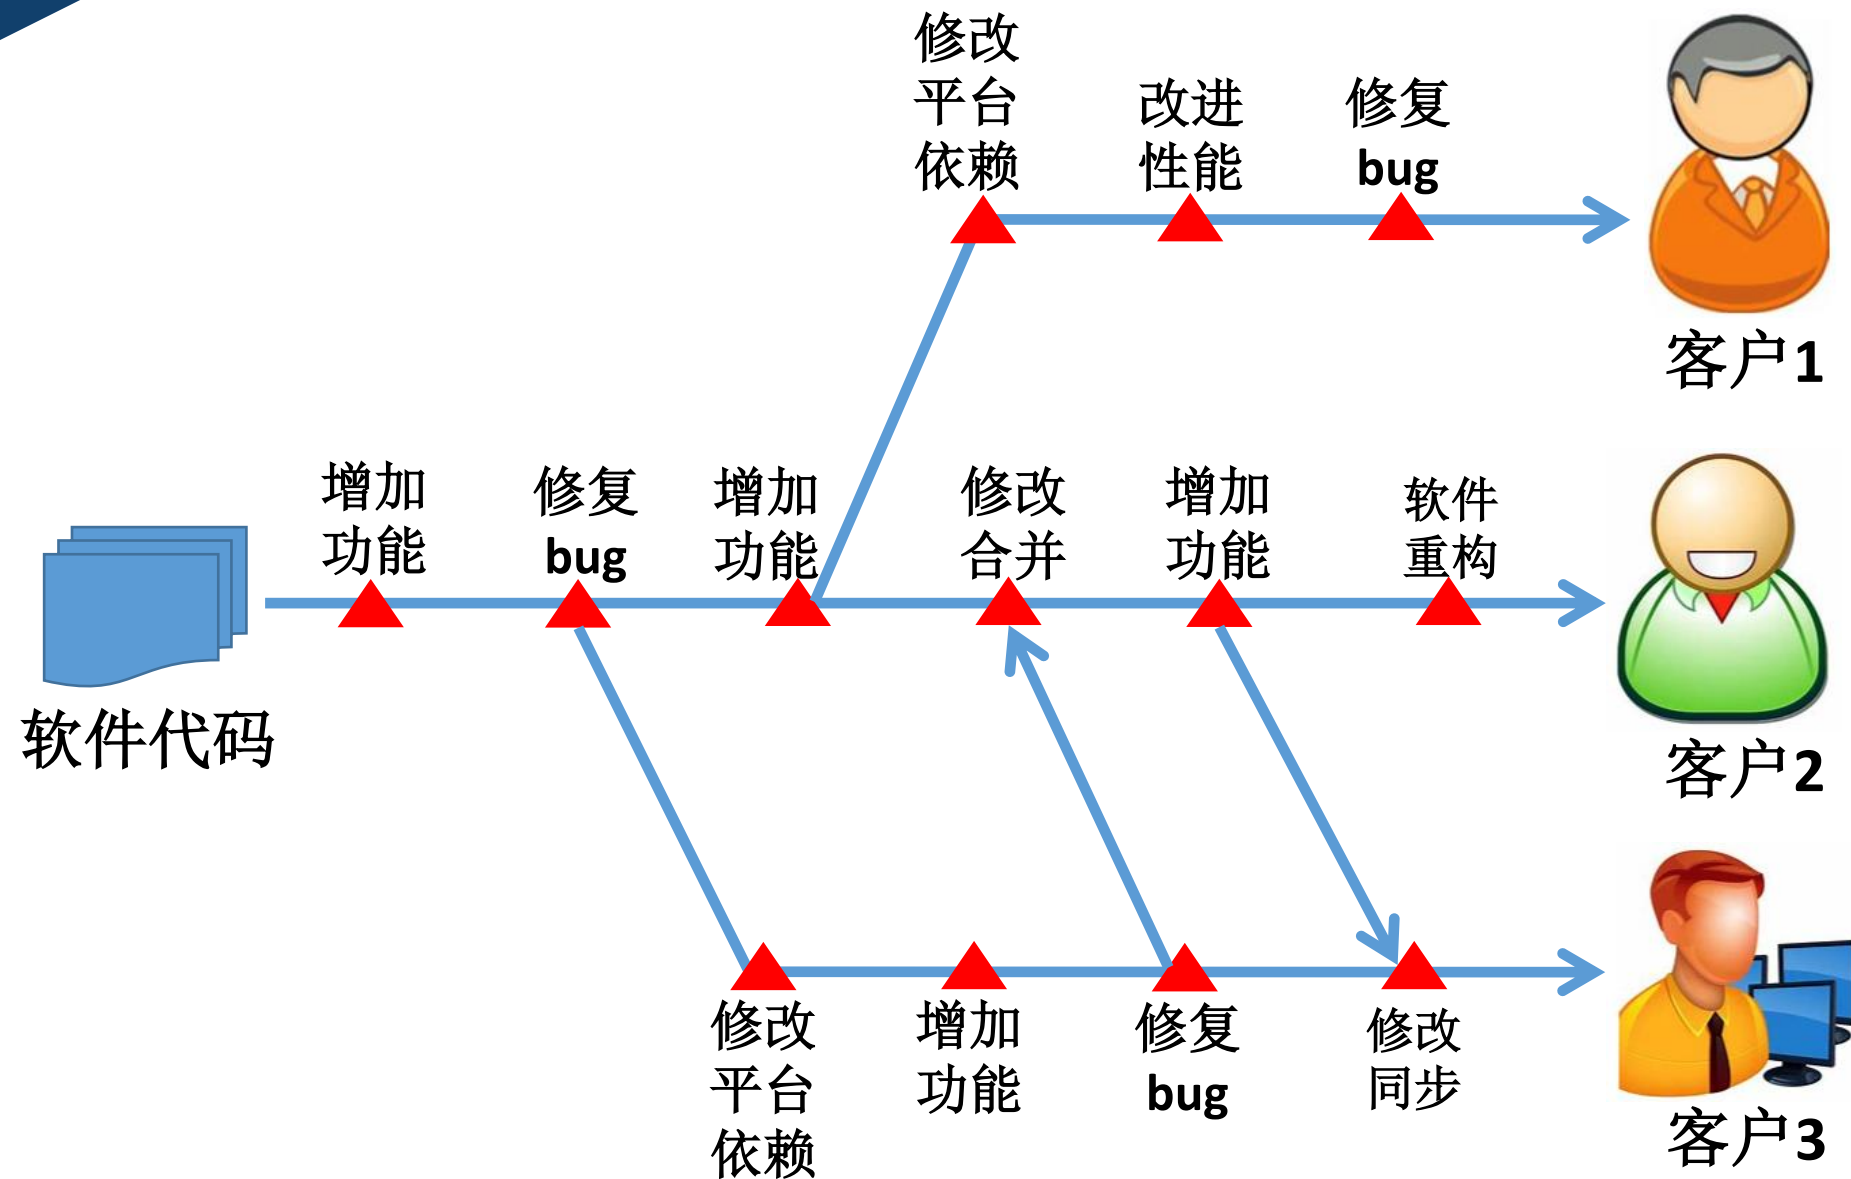 修改
平台
依赖
改进
性能
修复
bug
客户1
增加
功能
修复
bug
增加
功能
修改
合并
增加
功能
软件
重构
软件代码
客户2
修改
平台
依赖
增加
功能
修复
bug
修改
同步
客户3